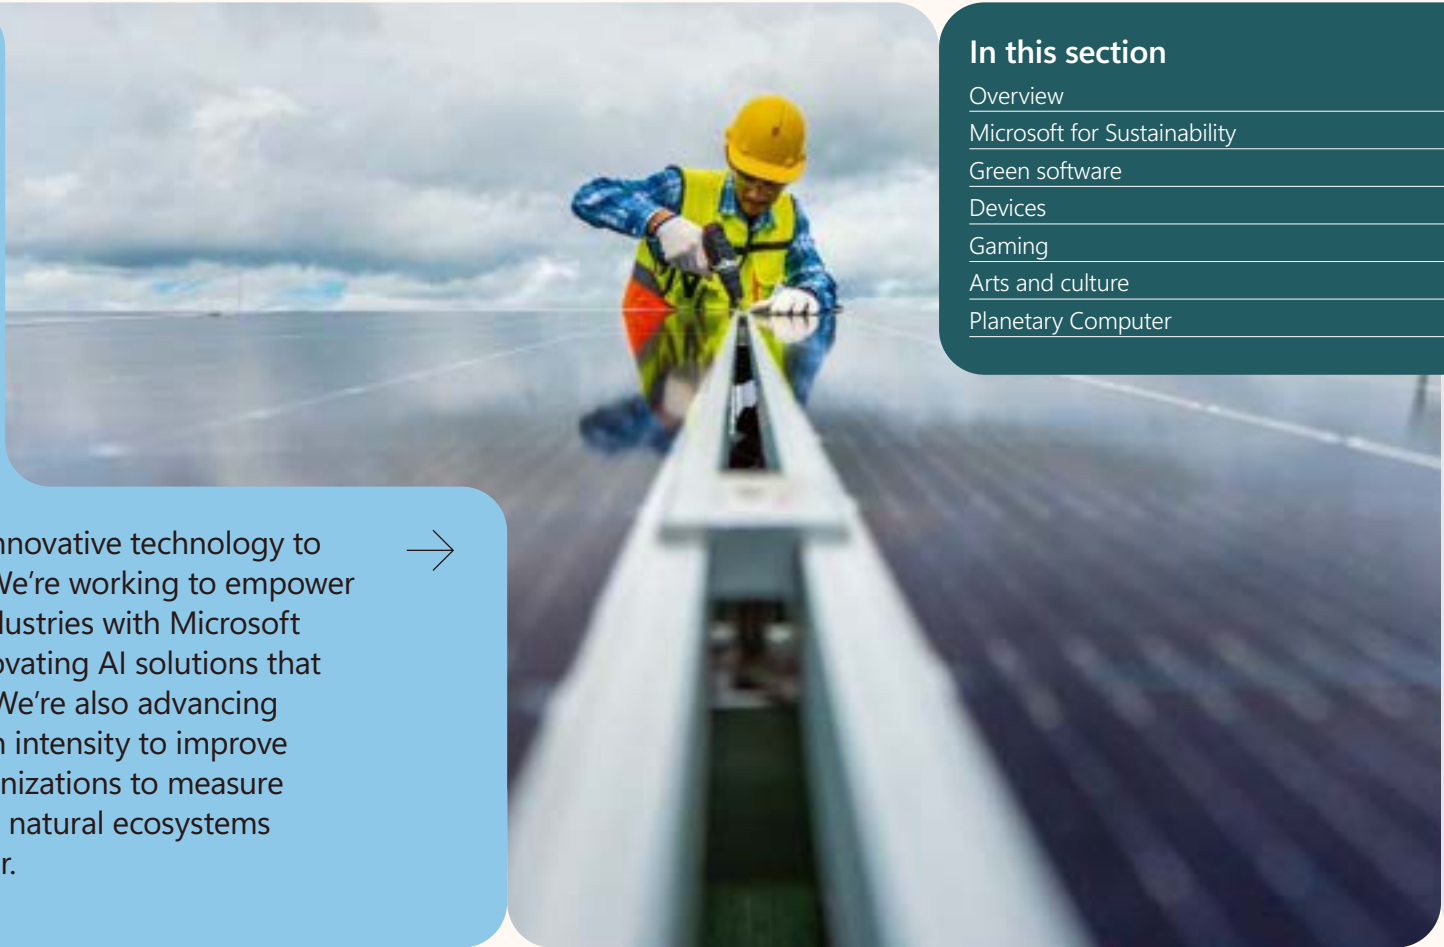 In this section
Overview
Microsoft for Sustainability
Green software
Devices
Gaming
Arts and culture
Planetary Computer
nnovative technology to
We’re working to empower
dustries with Microsoft
ovating AI solutions that
We’re also advancing
n intensity to improve
nizations to measure
natural ecosystems
r.